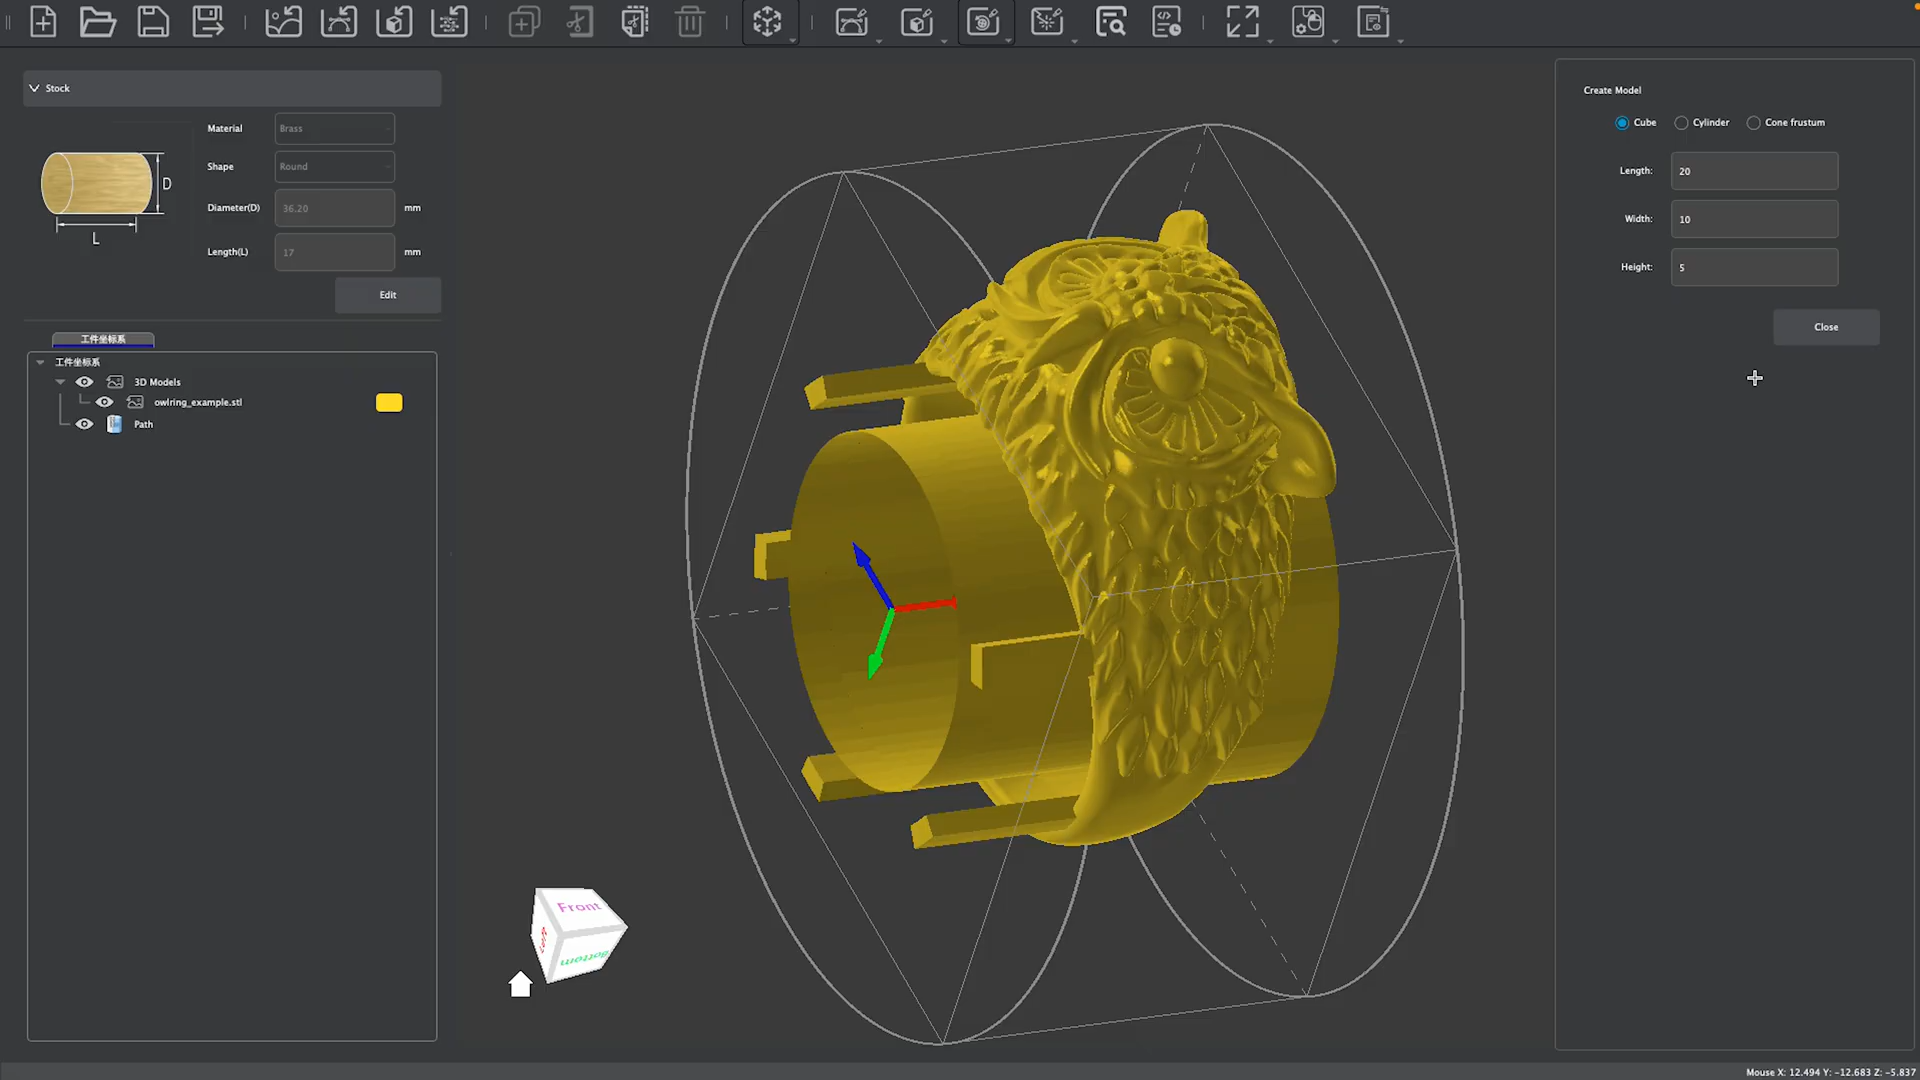 Stock
Material
Brass
Shape
Round
Diameter(D)
36.20
mm
Length(L)
17
mm
D
L
Edit
工件坐标系
工件坐标系
3D Models
owlring_example.stl
Path
Front
Bottom
Create Model
Cube
Cylinder
Cone frustum
Length:
20
Width:
10
Height:
5
Close
Mouse X: 12.494 Y: -12.683 Z: -5.837